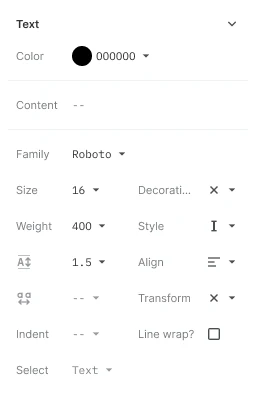 Text
Color 000000
Content --
Family Roboto
Size 16 Decorati...
Weight 400 Style
A 1.5 Align
aa -- Transform
Indent -- Line wrap?
Select Text